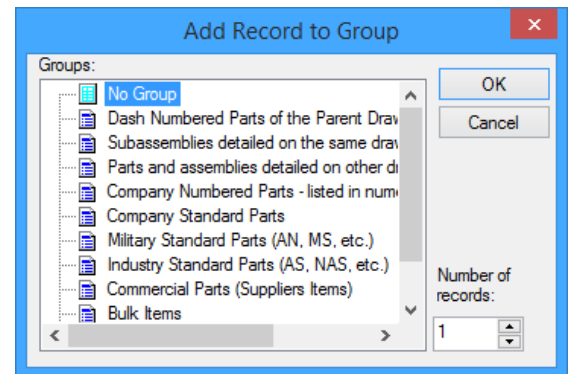 Add Record to Group
Groups:
No Group
Dash Numbered Parts of the Parent Draw
Subassemblies detailed on the same draw
Parts and assemblies detailed on other dr
Company Numbered Parts - listed in nume
Company Standard Parts
Military Standard Parts (AN, MS, etc.)
Industry Standard Parts (AS, NAS, etc.)
Commercial Parts (Suppliers Items)
Bulk Items
OK
Cancel
Number of
records:
1